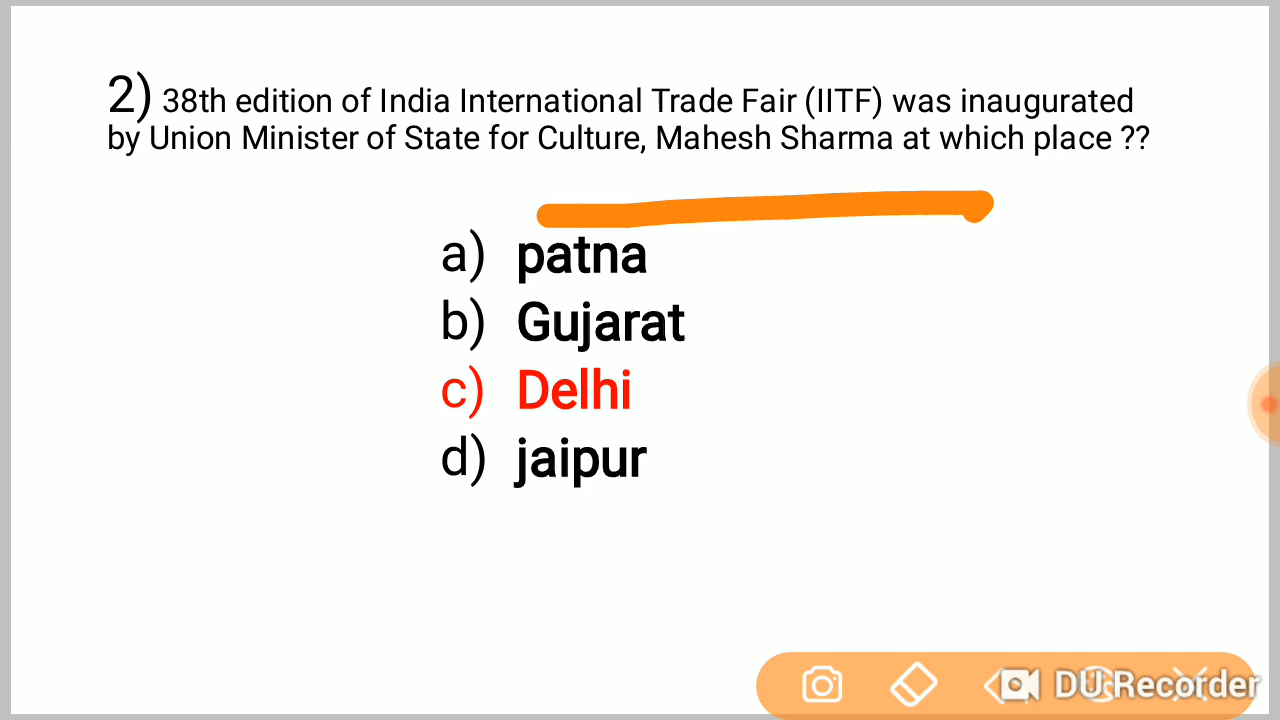 2) 38th edition of India International Trade Fair (IITF) was inaugurated
by Union Minister of State for Culture, Mahesh Sharma at which place ??
a) patna
b) Gujarat
c) Delhi
d) jaipur
DU Recorder